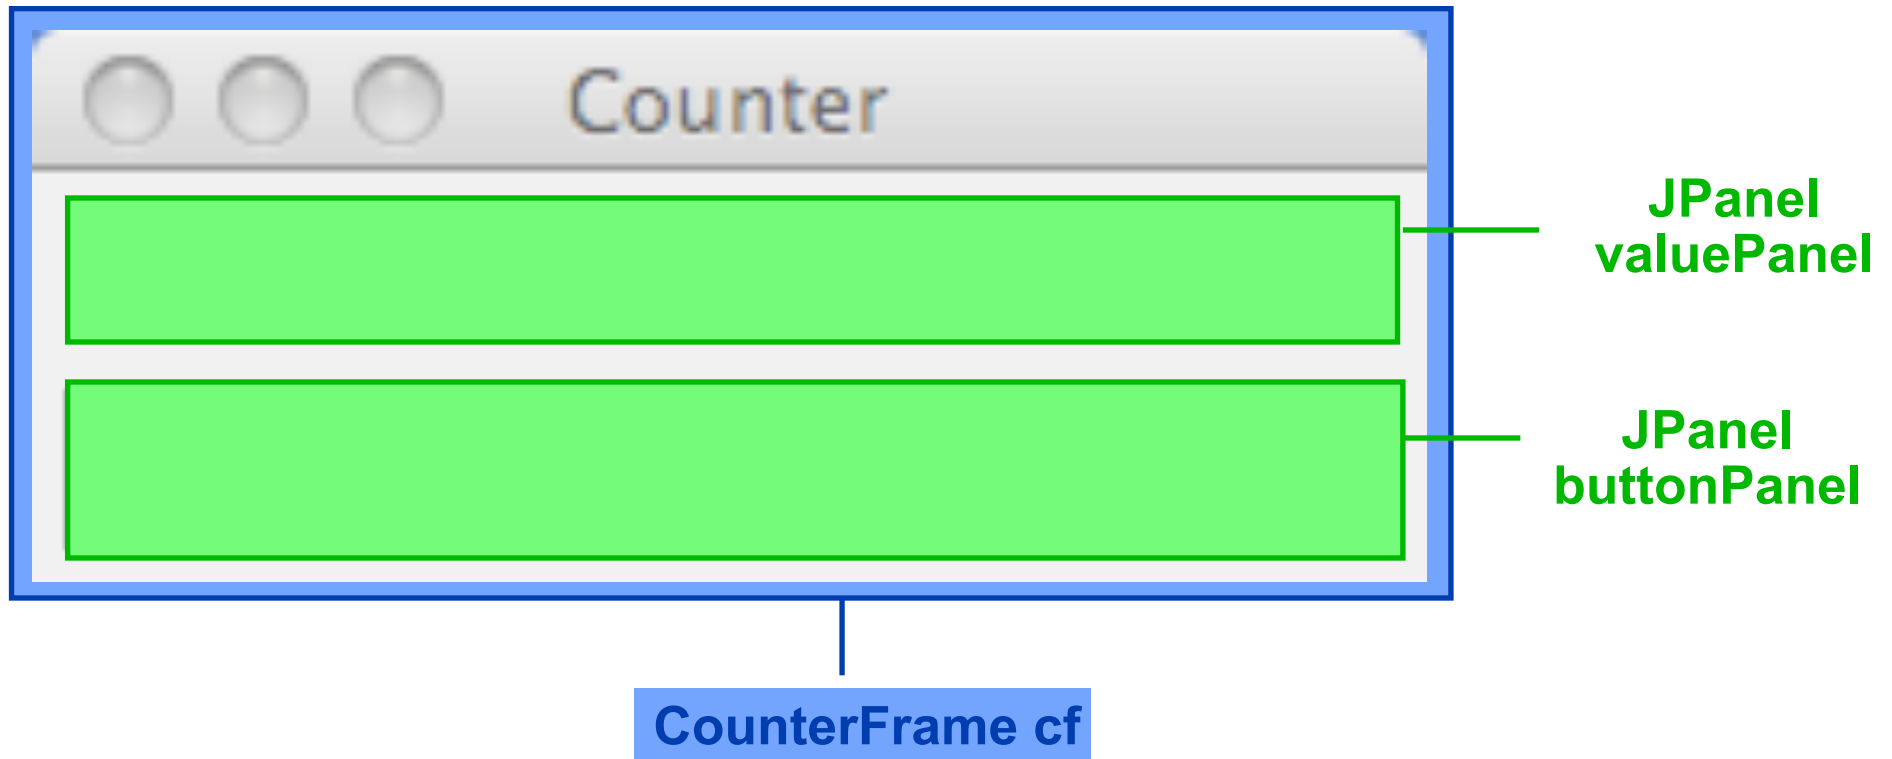 Counter
JPanel
valuePanel
JPanel
buttonPanel
CounterFrame cf